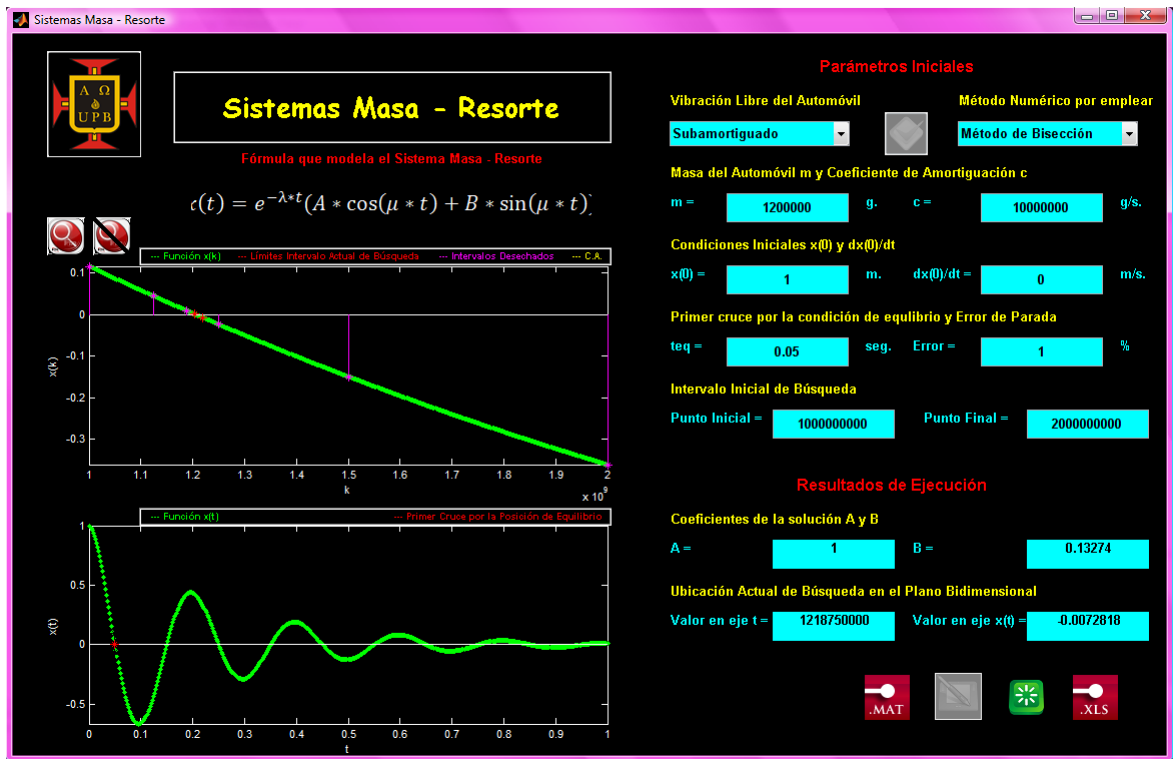 Sistemas Masa - Resorte
Α Ω
UPB
Sistemas Masa - Resorte
Fórmula que modela el Sistema Masa - Resorte
x(t) = e^{-λ*t}(A * cos(μ * t) + B * sin(μ * t))
--- Función x(k) --- Límites Intervalo Actual de Búsqueda --- Intervalos Desechados --- C.A.
0.1
0
-0.1
-0.2
-0.3
x(k)
1 1.1 1.2 1.3 1.4 1.5 1.6 1.7 1.8 1.9 2
k
x 10^9
--- Función x(t) --- Primer Cruce por la Posición de Equilibrio
1
0.5
0
-0.5
x(t)
0 0.1 0.2 0.3 0.4 0.5 0.6 0.7 0.8 0.9 1
t
Parámetros Iniciales
Vibración Libre del Automóvil Método Numérico por emplear
Subamortiguado Método de Bisección
Masa del Automóvil m y Coeficiente de Amortiguación c
m = 1200000 g. c = 10000000 g/s.
Condiciones Iniciales x(0) y dx(0)/dt
x(0) = 1 m. dx(0)/dt = 0 m/s.
Primer cruce por la condición de equlibrio y Error de Parada
teq = 0.05 seg. Error = 1 %
Intervalo Inicial de Búsqueda
Punto Inicial = 1000000000 Punto Final = 2000000000
Resultados de Ejecución
Coeficientes de la solución A y B
A = 1 B = 0.13274
Ubicación Actual de Búsqueda en el Plano Bidimensional
Valor en eje t = 1218750000 Valor en eje x(t) = -0.0072818
.MAT .XLS